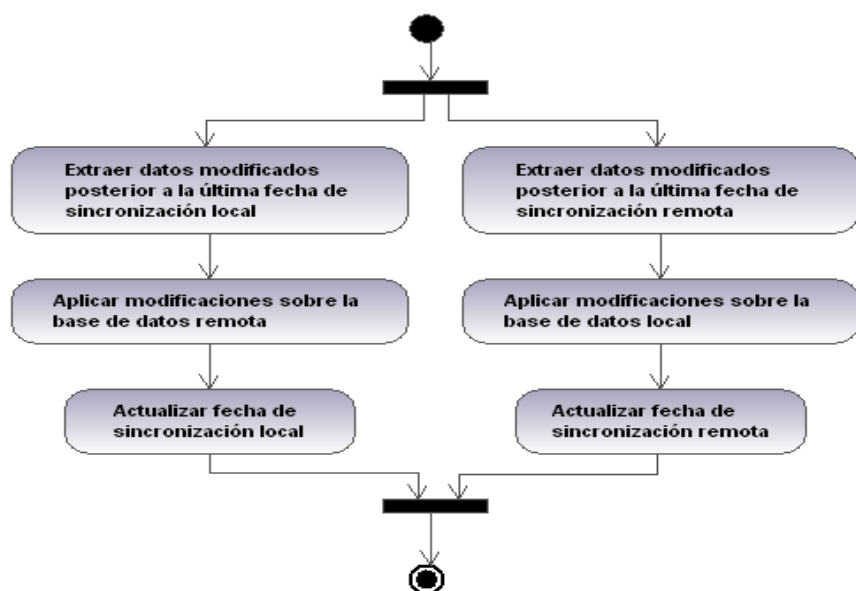 Extraer datos modificados
posterior a la última fecha de
sincronización local
Extraer datos modificados
posterior a la última fecha de
sincronización remota
Aplicar modificaciones sobre la
base de datos remota
Aplicar modificaciones sobre la
base de datos local
Actualizar fecha de
sincronización local
Actualizar fecha de
sincronización remota